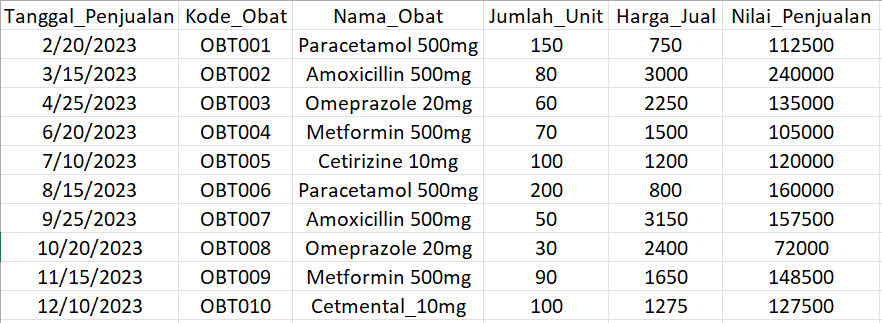 Tanggal_Penjualan Kode_Obat Nama_Obat Jumlah_Unit Harga_Jual Nilai_Penjualan
2/20/2023 OBT001 Paracetamol 500mg 150 750 112500
3/15/2023 OBT002 Amoxicillin 500mg 80 3000 240000
4/25/2023 OBT003 Omeprazole 20mg 60 2250 135000
6/20/2023 OBT004 Metformin 500mg 70 1500 105000
7/10/2023 OBT005 Cetirizine 10mg 100 1200 120000
8/15/2023 OBT006 Paracetamol 500mg 200 800 160000
9/25/2023 OBT007 Amoxicillin 500mg 50 3150 157500
10/20/2023 OBT008 Omeprazole 20mg 30 2400 72000
11/15/2023 OBT009 Metformin 500mg 90 1650 148500
12/10/2023 OBT010 Cetmental_10mg 100 1275 127500